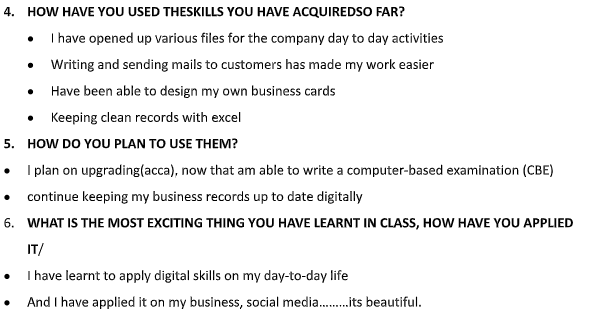 4. HOW HAVE YOU USED THESKILLS YOU HAVE ACQUIREDSO FAR?
• I have opened up various files for the company day to day activities
• Writing and sending mails to customers has made my work easier
• Have been able to design my own business cards
• Keeping clean records with excel
5. HOW DO YOU PLAN TO USE THEM?
• I plan on upgrading(acca), now that am able to write a computer-based examination (CBE)
• continue keeping my business records up to date digitally
6. WHAT IS THE MOST EXCITING THING YOU HAVE LEARNT IN CLASS, HOW HAVE YOU APPLIED
IT/
• I have learnt to apply digital skills on my day-to-day life
• And I have applied it on my business, social media………its beautiful.